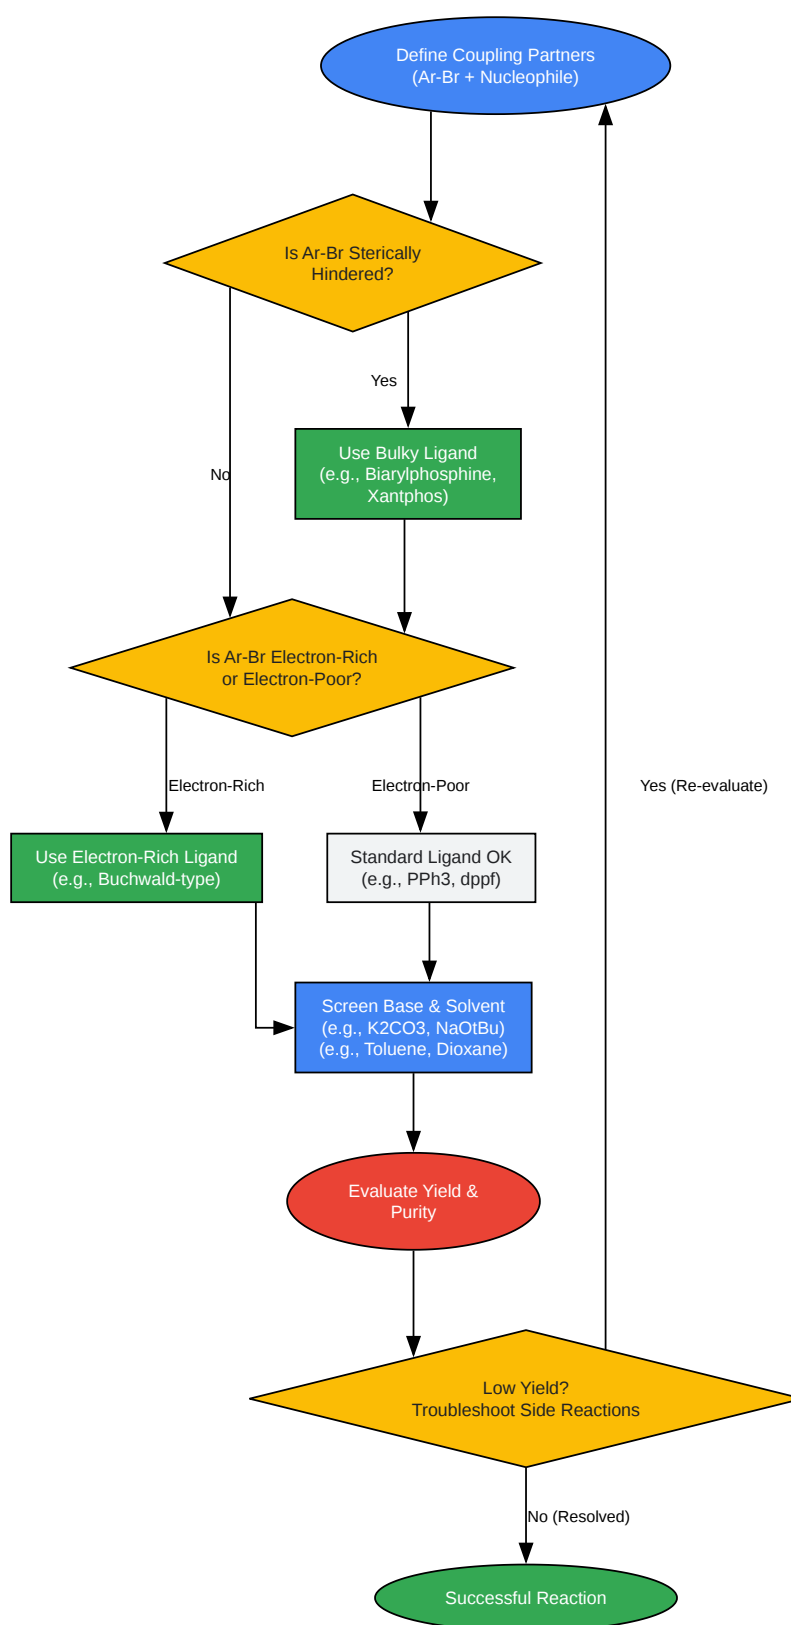 Define Coupling Partners
(Ar-Br + Nucleophile)
Is Ar-Br Sterically
Hindered?
Yes
No
Use Bulky Ligand
(e.g., Biarylphosphine,
Xantphos)
Is Ar-Br Electron-Rich
or Electron-Poor?
Electron-Rich
Electron-Poor
Yes (Re-evaluate)
Use Electron-Rich Ligand
(e.g., Buchwald-type)
Standard Ligand OK
(e.g., PPh3, dppf)
Screen Base & Solvent
(e.g., K2CO3, NaOtBu)
(e.g., Toluene, Dioxane)
Evaluate Yield &
Purity
Low Yield?
Troubleshoot Side Reactions
No (Resolved)
Successful Reaction